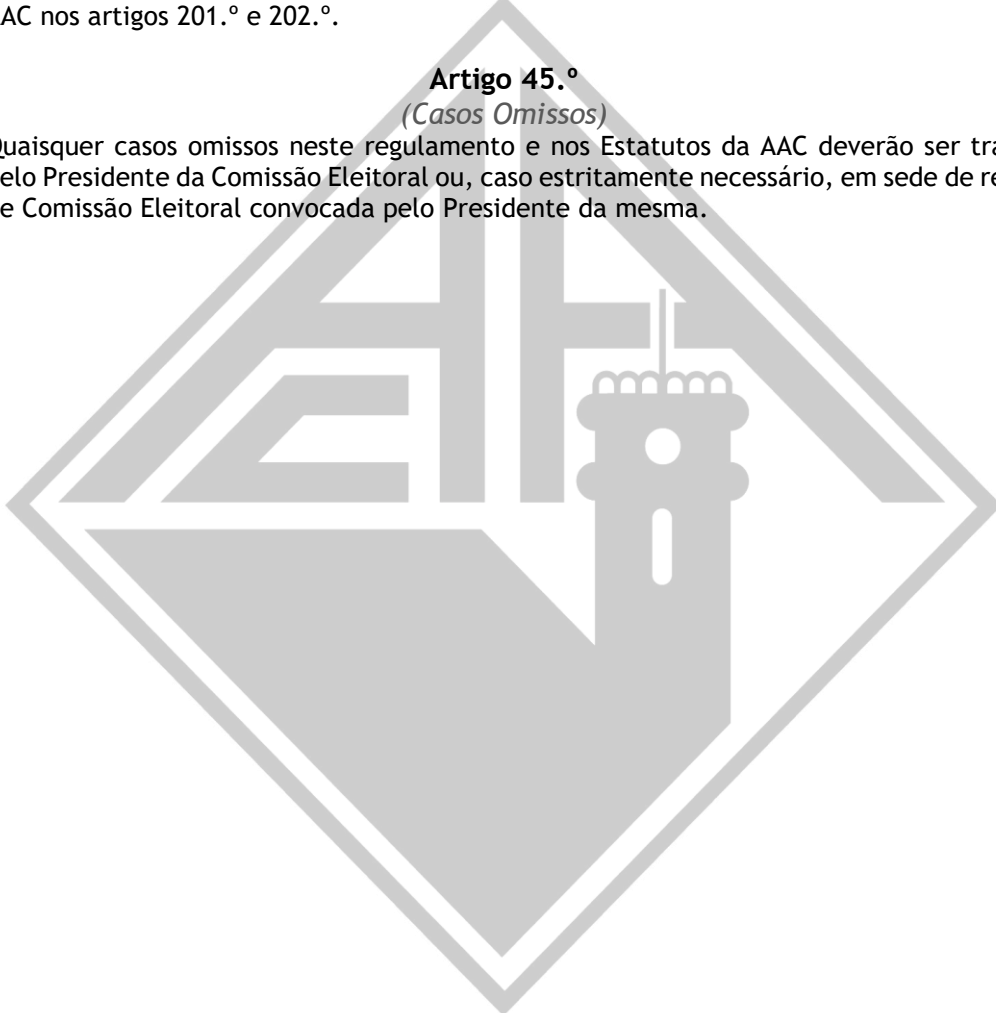 AC nos artigos 201.º e 202.º.
Artigo 45.º
(Casos Omissos)
Quaisquer casos omissos neste regulamento e nos Estatutos da AAC deverão ser tra
elo Presidente da Comissão Eleitoral ou, caso estritamente necessário, em sede de re
e Comissão Eleitoral convocada pelo Presidente da mesma.